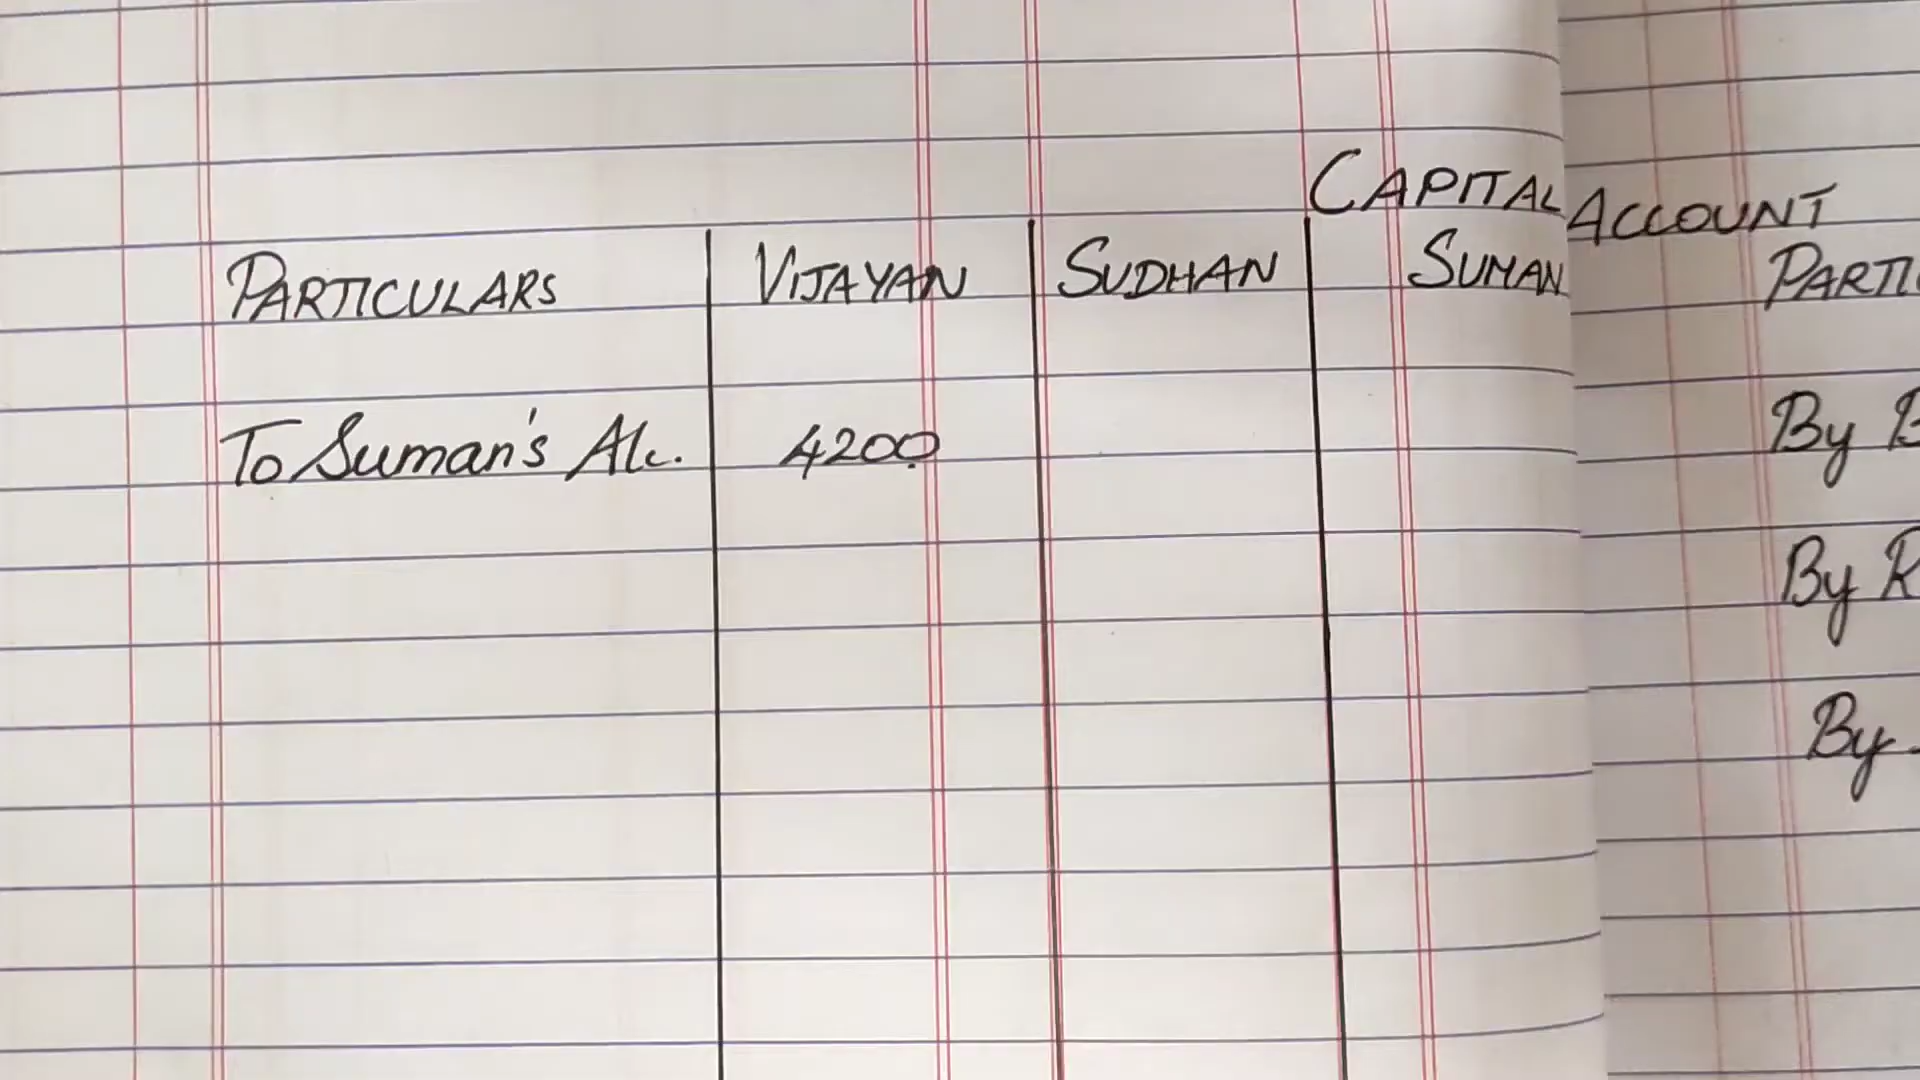 CAPITAL ACCOUNT
PARTICULARS VIJAYAN SUDHAN SUMAN
To Suman's A/c. 4200
By
By
By